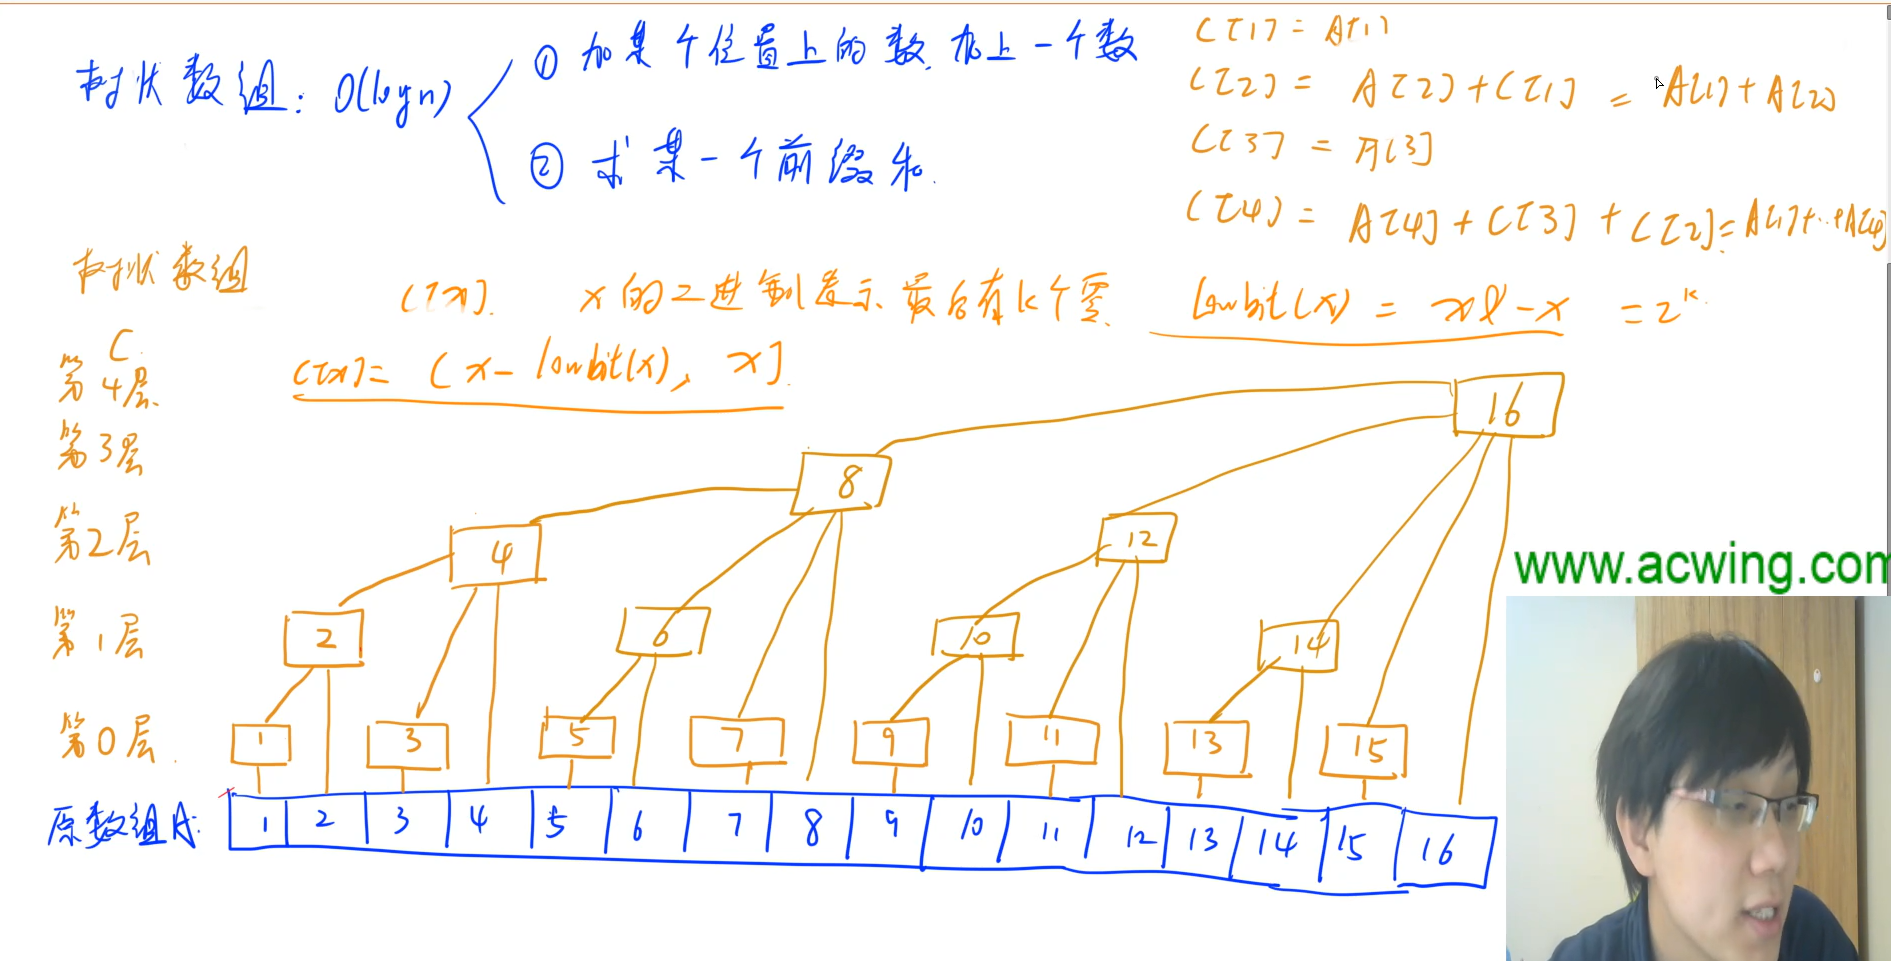 树状数组: O(logn)
① 加某个位置上的数, 加上一个数
② 求某一个前缀和.
C[1] = A[1]
C[2] = A[2] + C[1] = A[1] + A[2]
C[3] = A[3]
C[4] = A[4] + C[3] + C[2] = A[1]+..+A[4]
树状数组
C
C[x]. x的二进制表示最后有k个零. lowbit(x) = x&-x = 2^k.
C[x] = (x - lowbit(x), x].
第4层.
第3层
第2层
第1层
第0层.
16
8
4 12
2 6 10 14
1 3 5 7 9 11 13 15
原数组A: 1 2 3 4 5 6 7 8 9 10 11 12 13 14 15 16
www.acwing.com